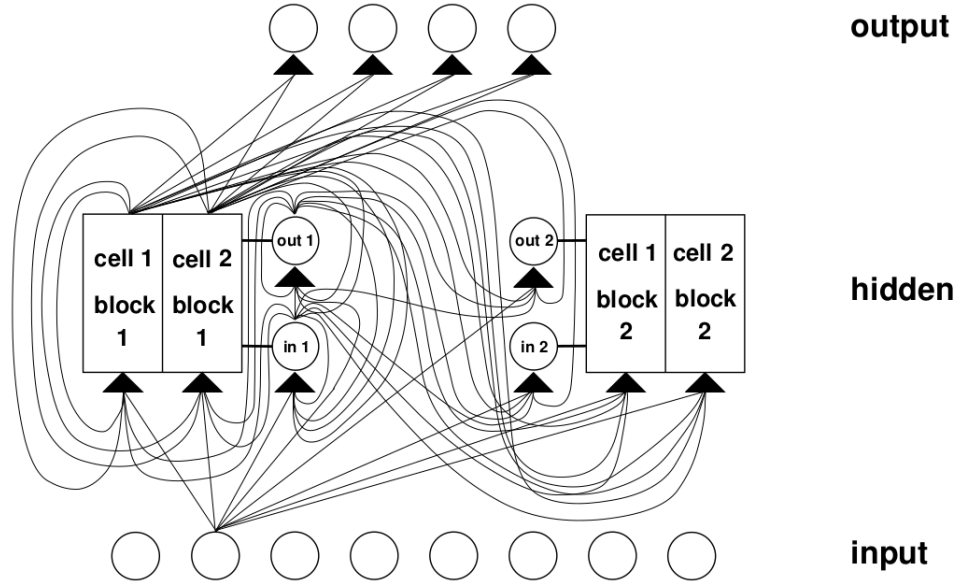 output
out 1
out 2
cell 1
block
1
cell 2
block
1
cell 1
block
2
cell 2
block
2
hidden
in 1
in 2
input